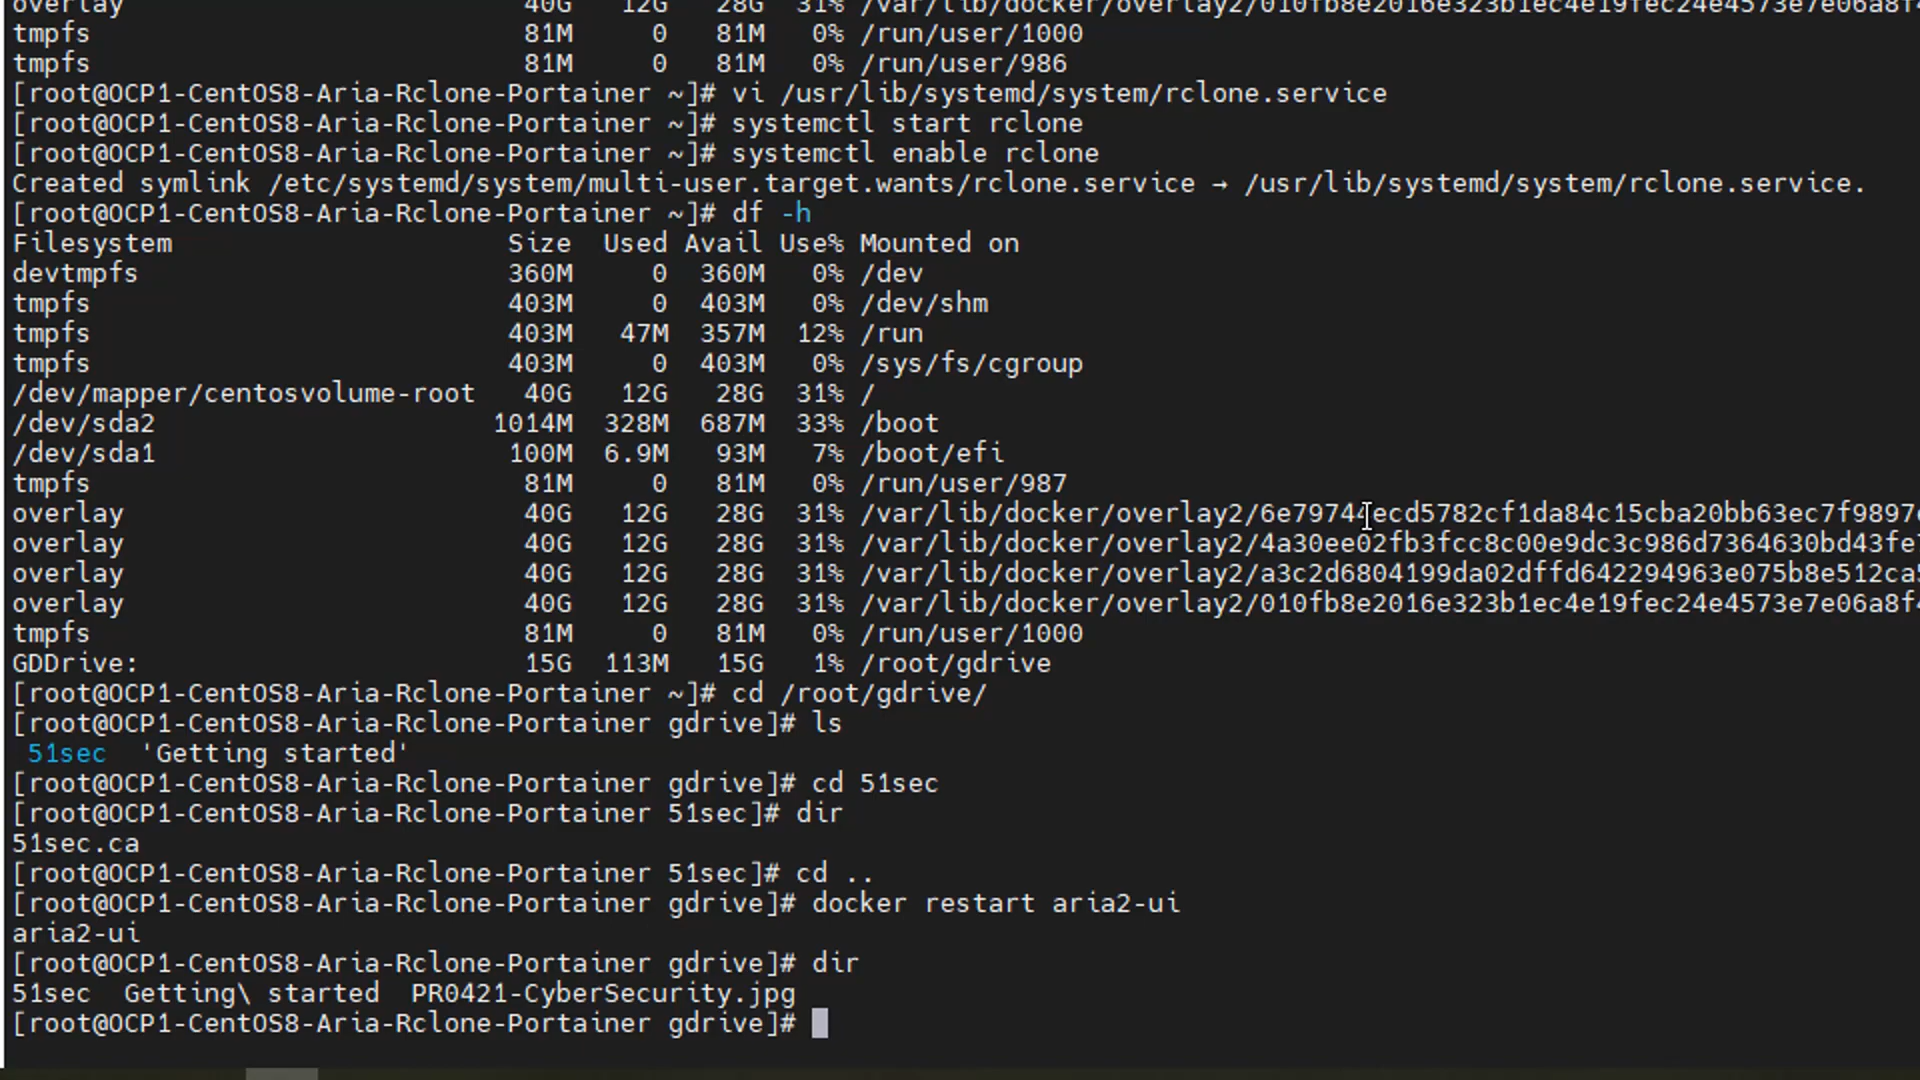 overlay 40G 12G 28G 31% /var/lib/docker/overlay2/010fb8e2016e323b1ec4e19fec24e4573e7e06a8f
tmpfs 81M 0 81M 0% /run/user/1000
tmpfs 81M 0 81M 0% /run/user/986
[root@OCP1-CentOS8-Aria-Rclone-Portainer ~]# vi /usr/lib/systemd/system/rclone.service
[root@OCP1-CentOS8-Aria-Rclone-Portainer ~]# systemctl start rclone
[root@OCP1-CentOS8-Aria-Rclone-Portainer ~]# systemctl enable rclone
Created symlink /etc/systemd/system/multi-user.target.wants/rclone.service → /usr/lib/systemd/system/rclone.service.
[root@OCP1-CentOS8-Aria-Rclone-Portainer ~]# df -h
Filesystem Size Used Avail Use% Mounted on
devtmpfs 360M 0 360M 0% /dev
tmpfs 403M 0 403M 0% /dev/shm
tmpfs 403M 47M 357M 12% /run
tmpfs 403M 0 403M 0% /sys/fs/cgroup
/dev/mapper/centosvolume-root 40G 12G 28G 31% /
/dev/sda2 1014M 328M 687M 33% /boot
/dev/sda1 100M 6.9M 93M 7% /boot/efi
tmpfs 81M 0 81M 0% /run/user/987
overlay 40G 12G 28G 31% /var/lib/docker/overlay2/6e79744ecd5782cf1da84c15cba20bb63ec7f9897
overlay 40G 12G 28G 31% /var/lib/docker/overlay2/4a30ee02fb3fcc8c00e9dc3c986d7364630bd43fe
overlay 40G 12G 28G 31% /var/lib/docker/overlay2/a3c2d6804199da02dffd642294963e075b8e512ca
overlay 40G 12G 28G 31% /var/lib/docker/overlay2/010fb8e2016e323b1ec4e19fec24e4573e7e06a8f
tmpfs 81M 0 81M 0% /run/user/1000
GDDrive: 15G 113M 15G 1% /root/gdrive
[root@OCP1-CentOS8-Aria-Rclone-Portainer ~]# cd /root/gdrive/
[root@OCP1-CentOS8-Aria-Rclone-Portainer gdrive]# ls
51sec 'Getting started'
[root@OCP1-CentOS8-Aria-Rclone-Portainer gdrive]# cd 51sec
[root@OCP1-CentOS8-Aria-Rclone-Portainer 51sec]# dir
51sec.ca
[root@OCP1-CentOS8-Aria-Rclone-Portainer 51sec]# cd ..
[root@OCP1-CentOS8-Aria-Rclone-Portainer gdrive]# docker restart aria2-ui
aria2-ui
[root@OCP1-CentOS8-Aria-Rclone-Portainer gdrive]# dir
51sec Getting\ started PR0421-CyberSecurity.jpg
[root@OCP1-CentOS8-Aria-Rclone-Portainer gdrive]#